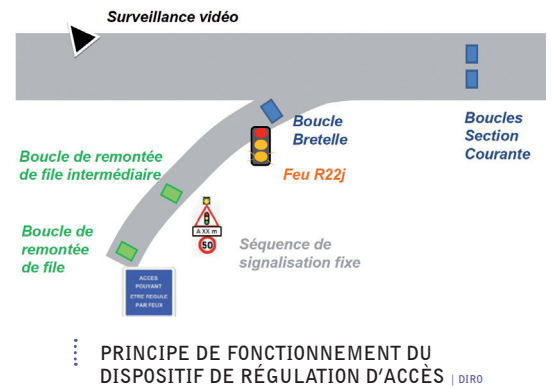 Surveillance vidéo
Boucle
Bretelle
Boucles
Section
Courante
Feu R22j
Boucle de remontée
de file intermédiaire
A XX m
50
Boucle de
remontée
de file
Séquence de
signalisation fixe
ACCES
POUVANT
ETRE REGULE
PAR FEUX
PRINCIPE DE FONCTIONNEMENT DU
DISPOSITIF DE RÉGULATION D'ACCÈS | DIRO